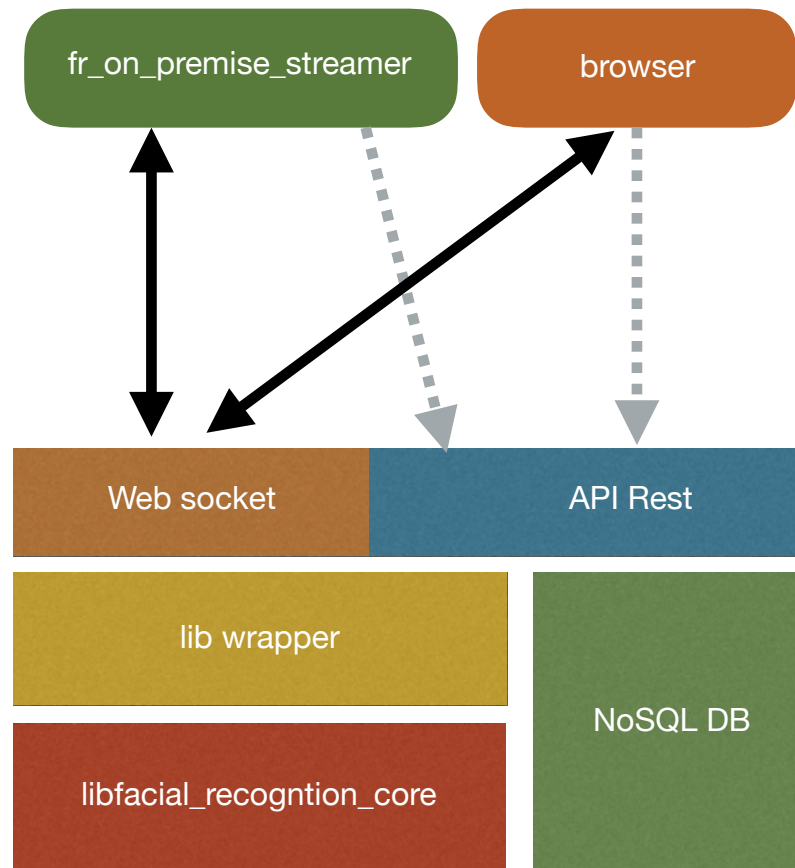 fr_on_premise_streamer
browser
Web socket
API Rest
lib wrapper
NoSQL DB
libfacial_recogntion_core